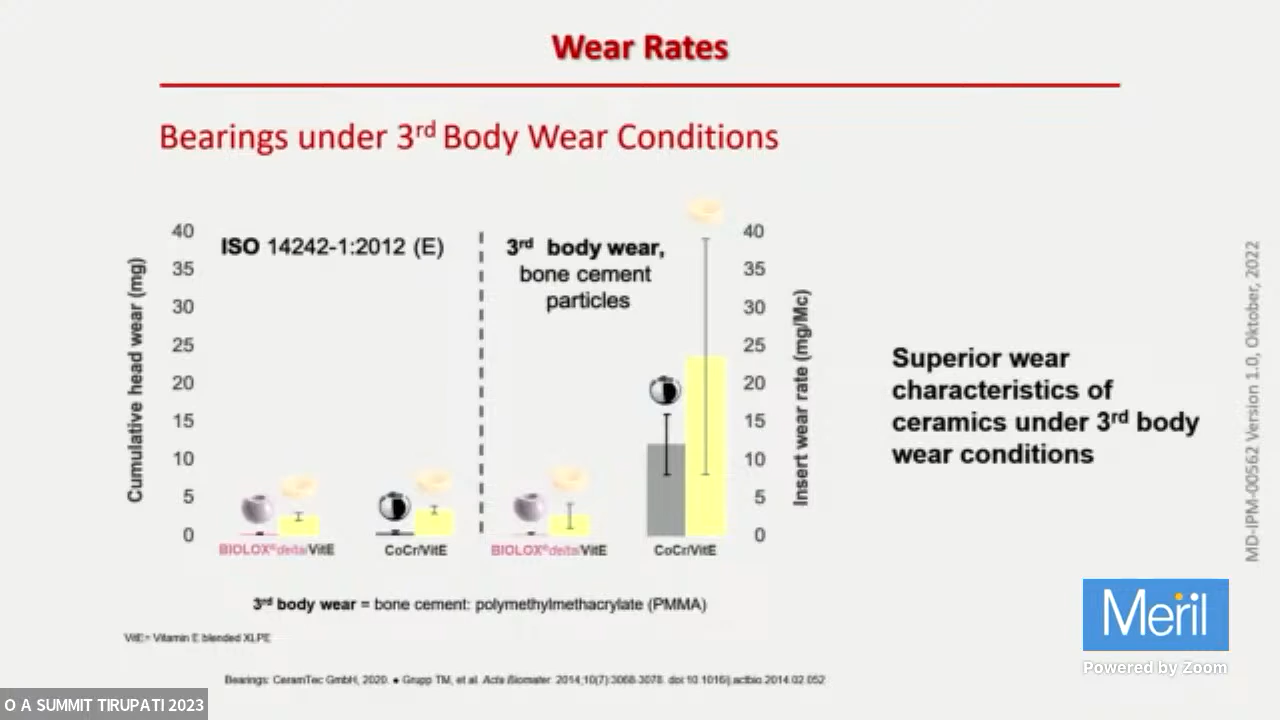 Wear Rates
Bearings under 3rd Body Wear Conditions
ISO 14242-1:2012 (E)
3rd body wear,
bone cement
particles
Cumulative head wear (mg)
40
35
30
25
20
15
10
5
0
40
35
30
25
20
15
10
5
0
Insert wear rate (mg/Mc)
BIOLOX®delta/VitE
CoCr/VitE
BIOLOX®delta/VitE
CoCr/VitE
Superior wear
characteristics of
ceramics under 3rd body
wear conditions
MD-IPM-00562 Version 1.0, Oktober, 2022
3rd body wear = bone cement: polymethylmethacrylate (PMMA)
VitE= Vitamin E blended XLPE
Bearings: CeramTec GmbH, 2020. ● Grupp TM, et al. Acta Biomater. 2014;10(7):3068-3078. doi 10.1016/j.actbio.2014.02.052
Meril
Powered by Zoom
O A SUMMIT TIRUPATI 2023